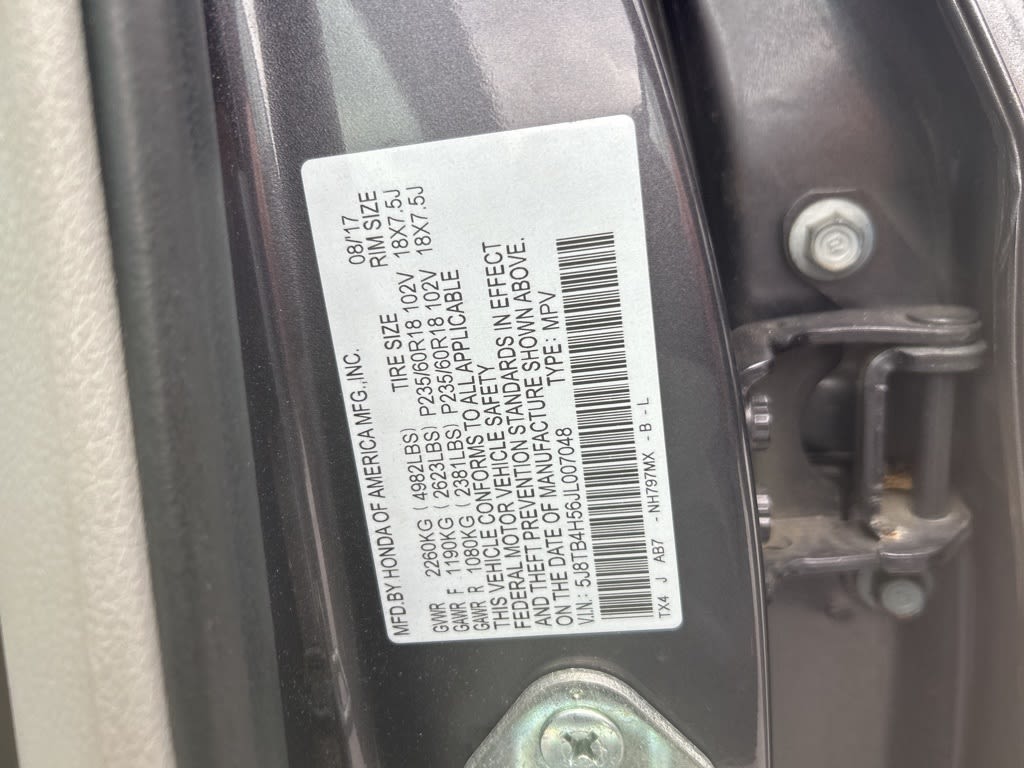 MFD.BY HONDA OF AMERICA MFG.,INC. 08/17
TIRE SIZE RIM SIZE
GVWR 2260KG ( 4982LBS)
GAWR F 1190KG ( 2623LBS) P235/60R18 102V 18X7.5J
GAWR R 1080KG ( 2381LBS) P235/60R18 102V 18X7.5J
THIS VEHICLE CONFORMS TO ALL APPLICABLE
FEDERAL MOTOR VEHICLE SAFETY
AND THEFT PREVENTION STANDARDS IN EFFECT
ON THE DATE OF MANUFACTURE SHOWN ABOVE.
V.I.N.: 5J8TB4H56JL007048 TYPE: MPV
TX4 J AB7 - NH797MX - B - L